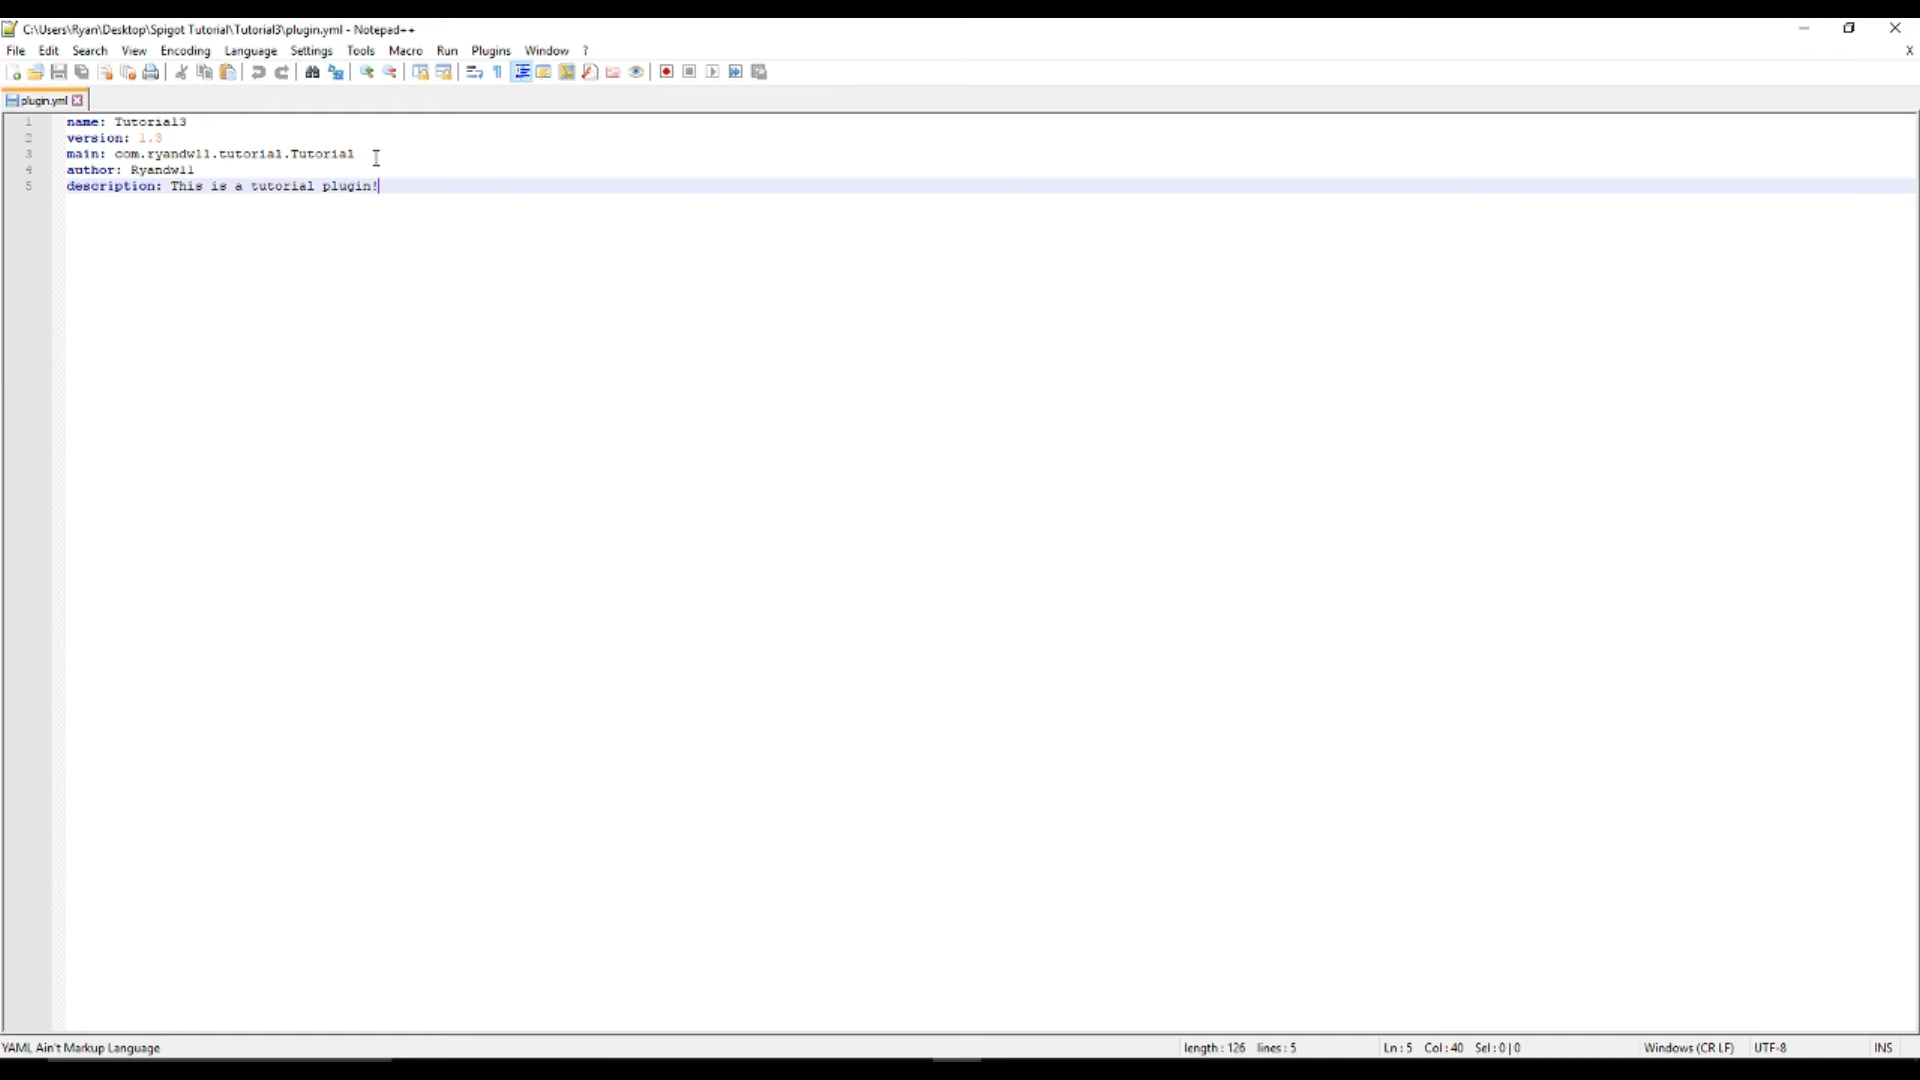 C:\Users\Ryan\Desktop\Spigot Tutorial\Tutorial3\plugin.yml - Notepad++
File Edit Search View Encoding Language Settings Tools Macro Run Plugins Window ? X
plugin.yml
1 name: Tutorial3
2 version: 1.3
3 main: com.ryandw11.tutorial.Tutorial
4 author: Ryandw11
5 description: This is a tutorial plugin!
YAML Ain't Markup Language length : 126 lines : 5 Ln : 5 Col : 40 Sel : 0 | 0 Windows (CR LF) UTF-8 INS